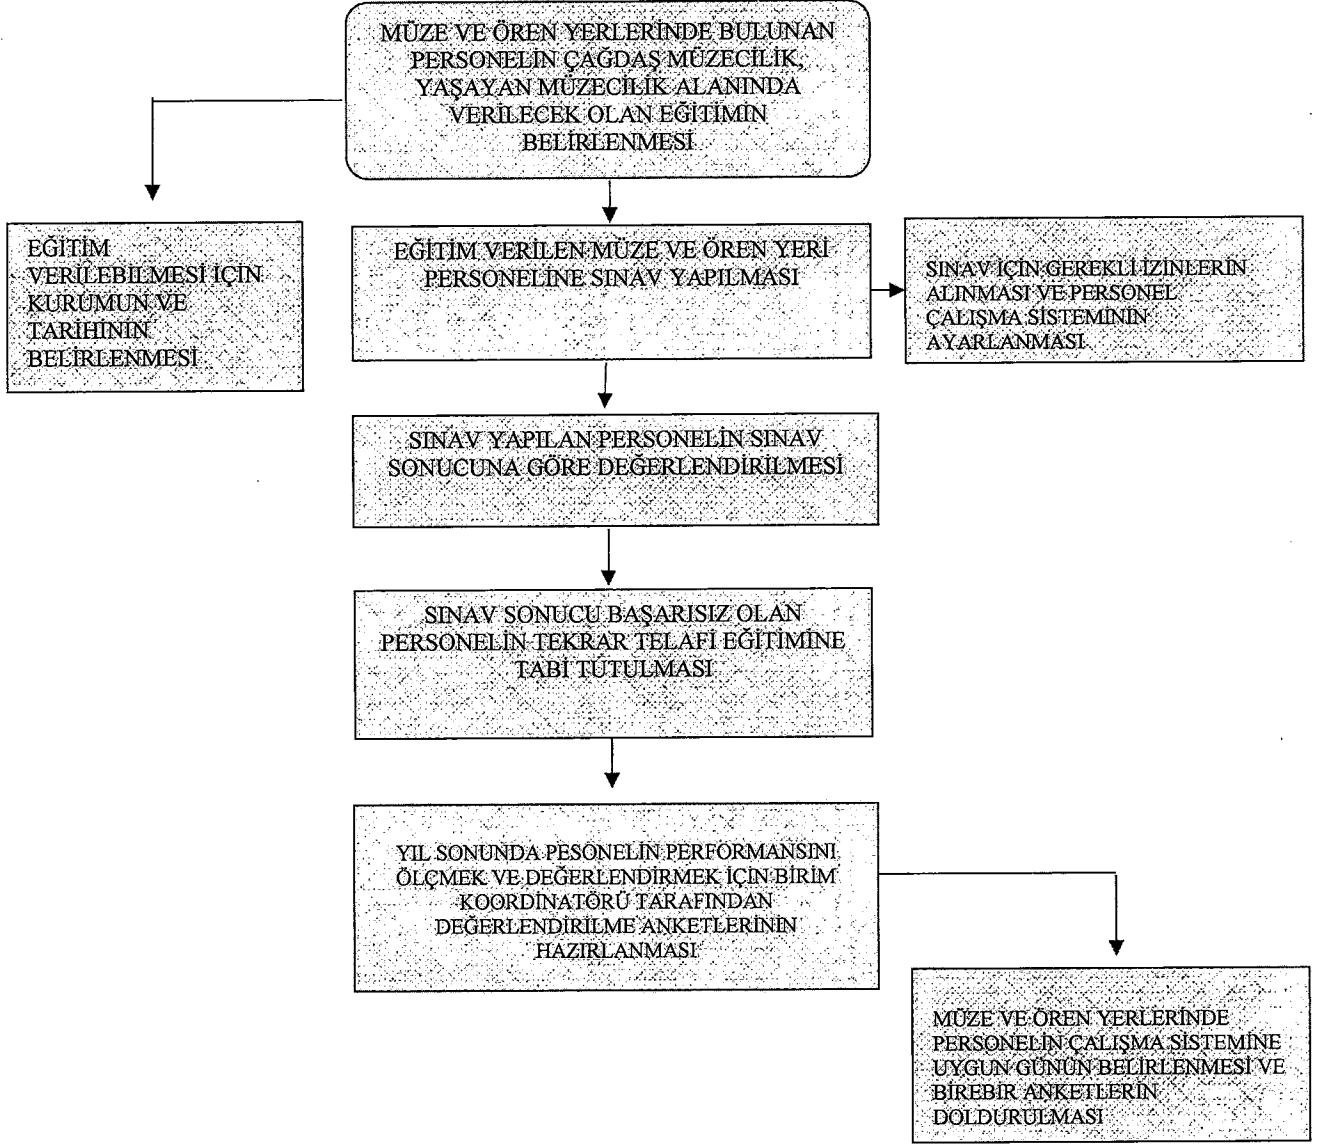 MÜZE VE ÖREN YERLERİNDE BULUNAN
PERSONELİN ÇAĞDAŞ MÜZECİLİK,
YAŞAYAN MÜZECİLİK ALANINDA
VERİLECEK OLAN EĞİTİMİN
BELİRLENMESİ
EĞİTİM
VERİLEBİLMESİ İÇİN
KURUMUN VE
TARİHİNİN
BELİRLENMESİ
EĞİTİM VERİLEN MÜZE VE ÖREN YERİ
PERSONELİNE SINAV YAPILMASI
SINAV İÇİN GEREKLİ İZİNLERİN
ALINMASI VE PERSONEL
ÇALIŞMA SİSTEMİNİN
AYARLANMASI
SINAV YAPILAN PERSONELİN SINAV
SONUCUNA GÖRE DEĞERLENDİRİLMESİ
SINAV SONUCU BAŞARISIZ OLAN
PERSONELİN TEKRAR TELAFİ EĞİTİMİNE
TABİ TUTULMASI
YIL SONUNDA PESONELİN PERFORMANSINI
ÖLÇMEK VE DEĞERLENDİRMEK İÇİN BİRİM
KOORDİNATÖRÜ TARAFINDAN
DEĞERLENDİRİLME ANKETLERİNİN
HAZIRLANMASI
MÜZE VE ÖREN YERLERİNDE
PERSONELİN ÇALIŞMA SİSTEMİNE
UYGUN GÜNÜN BELİRLENMESİ VE
BİREBİR ANKETLERİN
DOLDURULMASI